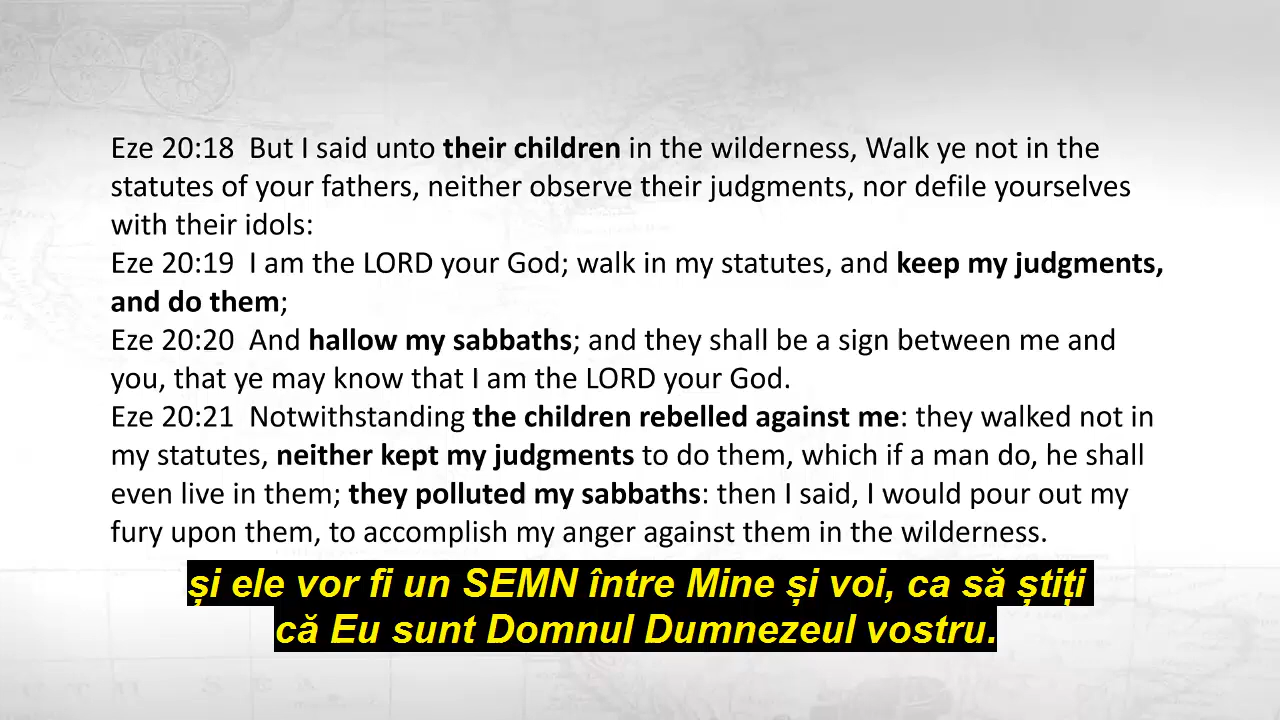 Eze 20:18  But I said unto their children in the wilderness, Walk ye not in the
statutes of your fathers, neither observe their judgments, nor defile yourselves
with their idols:
Eze 20:19  I am the LORD your God; walk in my statutes, and keep my judgments,
and do them;
Eze 20:20  And hallow my sabbaths; and they shall be a sign between me and
you, that ye may know that I am the LORD your God.
Eze 20:21  Notwithstanding the children rebelled against me: they walked not in
my statutes, neither kept my judgments to do them, which if a man do, he shall
even live in them; they polluted my sabbaths: then I said, I would pour out my
fury upon them, to accomplish my anger against them in the wilderness.
și ele vor fi un SEMN între Mine și voi, ca să știți
că Eu sunt Domnul Dumnezeul vostru.